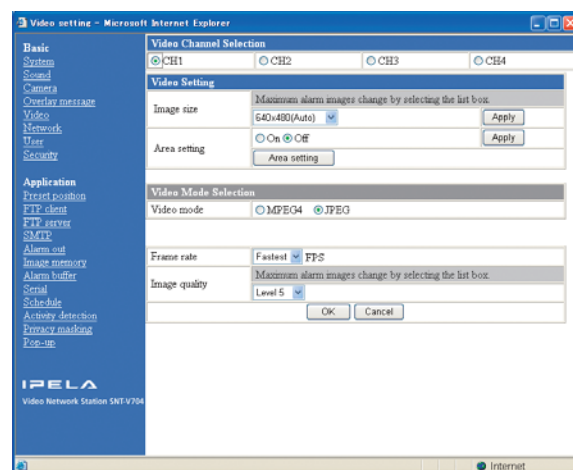 Video setting - Microsoft Internet Explorer
Basic
System
Sound
Camera
Overlay message
Video
Network
User
Security
Application
Preset position
FTP client
FTP server
SMTP
Alarm out
Image memory
Alarm buffer
Serial
Schedule
Activity detection
Privacy masking
Pop-up
IPELA
Video Network Station SNT-V704
Video Channel Selection
CH1 CH2 CH3 CH4
Video Setting
Image size
Maximum alarm images change by selecting the list box.
640x480(Auto) Apply
Area setting
On Off Apply
Area setting
Video Mode Selection
Video mode MPEG4 JPEG
Frame rate Fastest FPS
Image quality
Maximum alarm images change by selecting the list box.
Level 5
OK Cancel
Internet